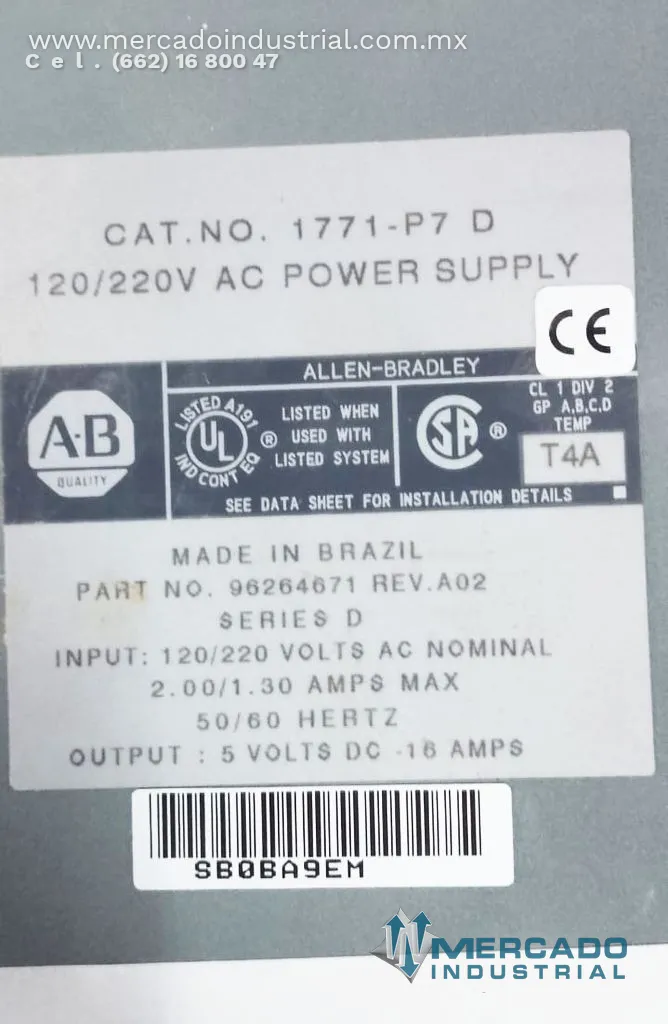 www.mercadoindustrial.com.mx
Cel. (662) 16 800 47
CAT.NO. 1771-P7 D
120/220V AC POWER SUPPLY
CE
ALLEN-BRADLEY
A-B
QUALITY
LISTED A191
UL
IND CONT EQ
®
LISTED WHEN
USED WITH
LISTED SYSTEM
SA
®
CL 1 DIV 2
GP A,B,C,D
TEMP
T4A
SEE DATA SHEET FOR INSTALLATION DETAILS
MADE IN BRAZIL
PART NO. 96264671 REV.A02
SERIES D
INPUT: 120/220 VOLTS AC NOMINAL
2.00/1.30 AMPS MAX
50/60 HERTZ
OUTPUT : 5 VOLTS DC -16 AMPS
SB0BA9EM
MERCADO
INDUSTRIAL